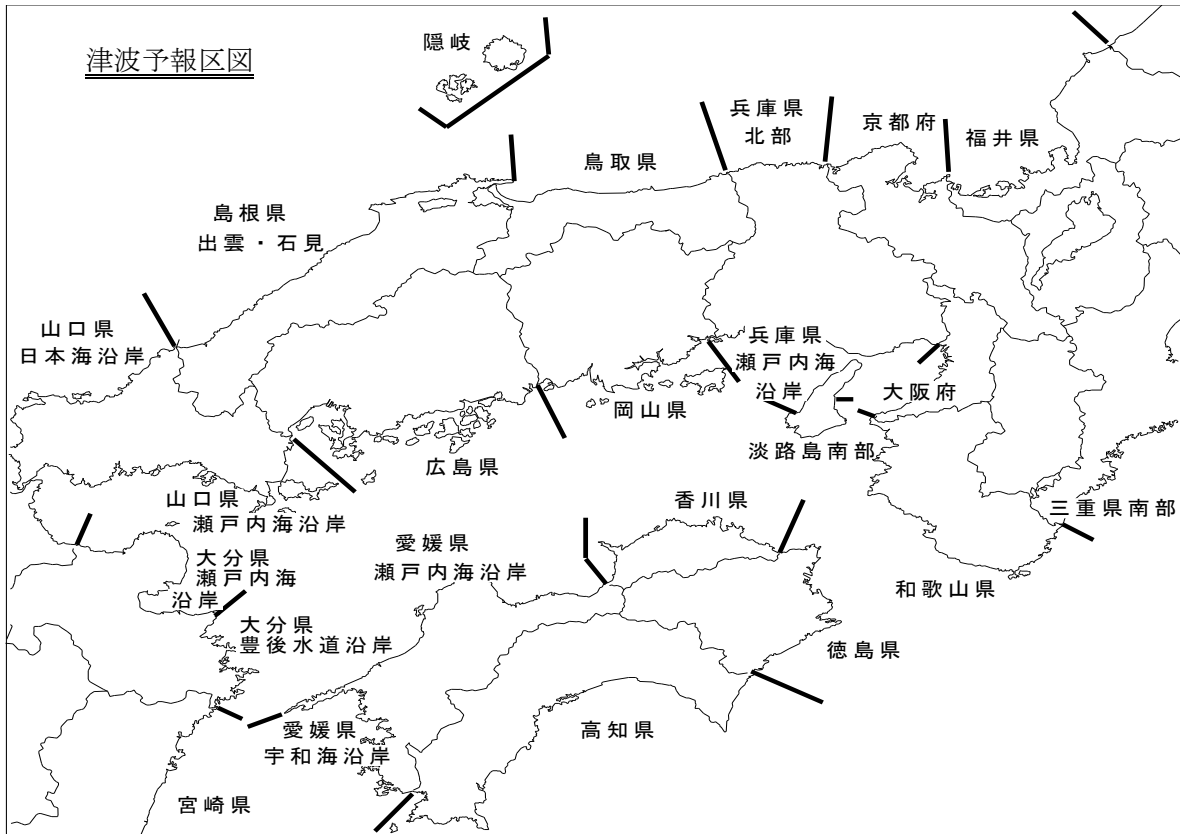 津波予報区図
隠岐
兵庫県
北部
京都府
福井県
鳥取県
島根県
出雲・石見
山口県
日本海沿岸
兵庫県
瀬戸内海
沿岸
大阪府
岡山県
淡路島南部
広島県
山口県
瀬戸内海沿岸
香川県
三重県南部
愛媛県
瀬戸内海沿岸
大分県
瀬戸内海
沿岸
和歌山県
大分県
豊後水道沿岸
徳島県
愛媛県
宇和海沿岸
高知県
宮崎県